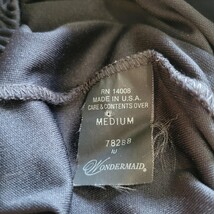 RN 14008
MADE IN U.S.A.
CARE & CONTENTS OVER
MEDIUM
78288
M
WONDERMAID